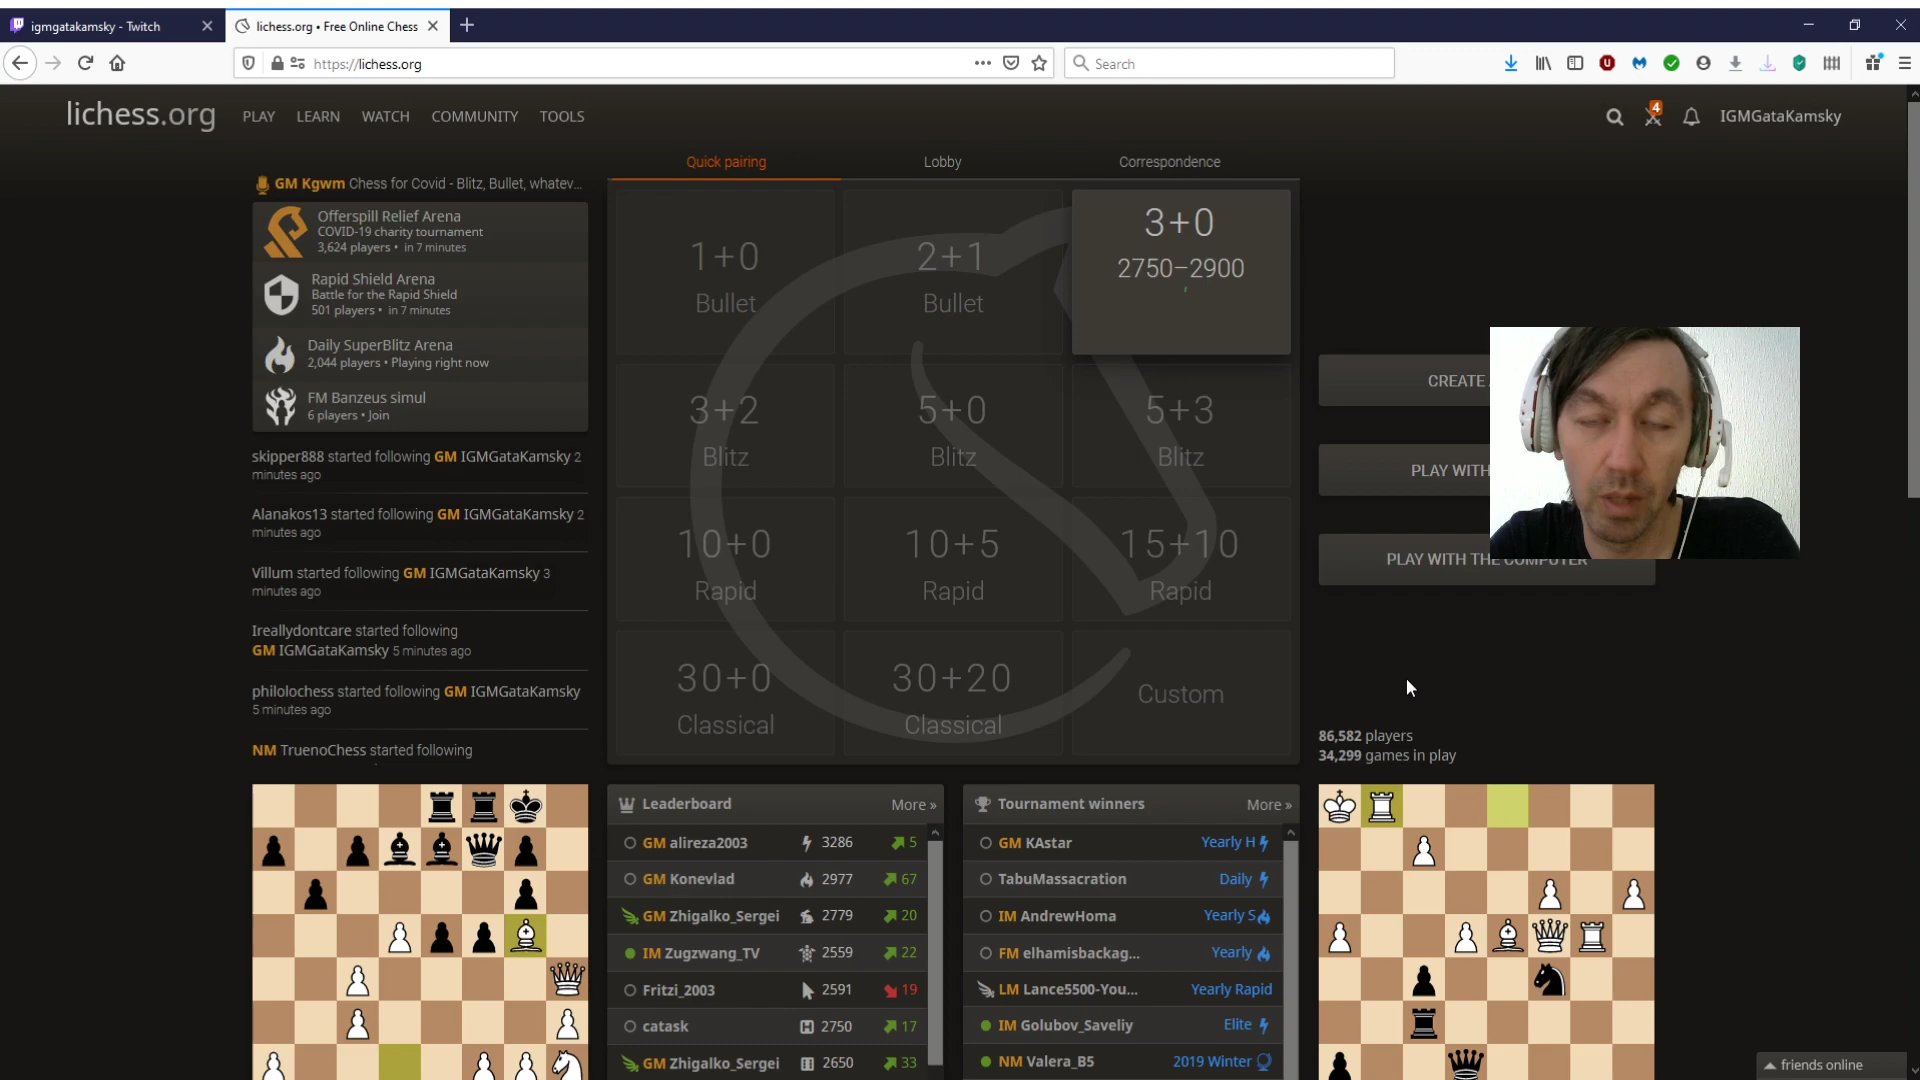 igmgatakamsky - Twitch
lichess.org • Free Online Chess
https://lichess.org
Search
lichess.org
PLAY
LEARN
WATCH
COMMUNITY
TOOLS
4
IGMGataKamsky
Quick pairing
Lobby
Correspondence
GM Kgwm Chess for Covid - Blitz, Bullet, whatev...
Offerspill Relief Arena
COVID-19 charity tournament
3,624 players • in 7 minutes
Rapid Shield Arena
Battle for the Rapid Shield
501 players • in 7 minutes
Daily SuperBlitz Arena
2,044 players • Playing right now
FM Banzeus simul
6 players • Join
skipper888 started following GM IGMGataKamsky 2
minutes ago
Alanakos13 started following GM IGMGataKamsky 2
minutes ago
Villum started following GM IGMGataKamsky 3
minutes ago
Ireallydontcare started following
GM IGMGataKamsky 5 minutes ago
philolochess started following GM IGMGataKamsky
5 minutes ago
NM TruenoChess started following
1+0
Bullet
2+1
Bullet
3+0
2750–2900
3+2
Blitz
5+0
Blitz
5+3
Blitz
10+0
Rapid
10+5
Rapid
15+10
Rapid
30+0
Classical
30+20
Classical
Custom
CREATE
PLAY WITH
PLAY WITH THE COMPUTER
86,582 players
34,299 games in play
Leaderboard
More »
GM alireza2003 3286 5
GM Konevlad 2977 67
GM Zhigalko_Sergei 2779 20
IM Zugzwang_TV 2559 22
Fritzi_2003 2591 19
catask 2750 17
GM Zhigalko_Sergei 2650 33
Tournament winners
More »
GM KAstar Yearly H
TabuMassacration Daily
IM AndrewHoma Yearly S
FM elhamisbackag... Yearly
LM Lance5500-You... Yearly Rapid
IM Golubov_Saveliy Elite
NM Valera_B5 2019 Winter
friends online